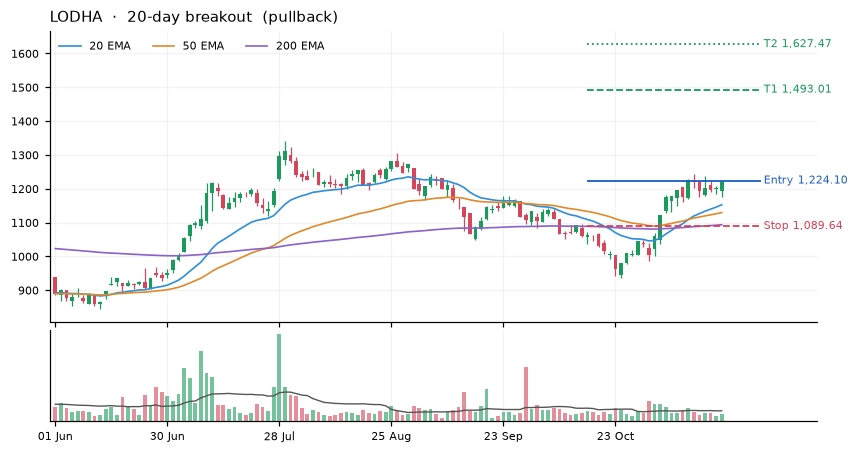 LODHA · 20-day breakout (pullback)
20 EMA 50 EMA 200 EMA
T2 1,627.47
T1 1,493.01
Entry 1,224.10
Stop 1,089.64
1600
1500
1400
1300
1200
1100
1000
900
01 Jun 30 Jun 28 Jul 25 Aug 23 Sep 23 Oct